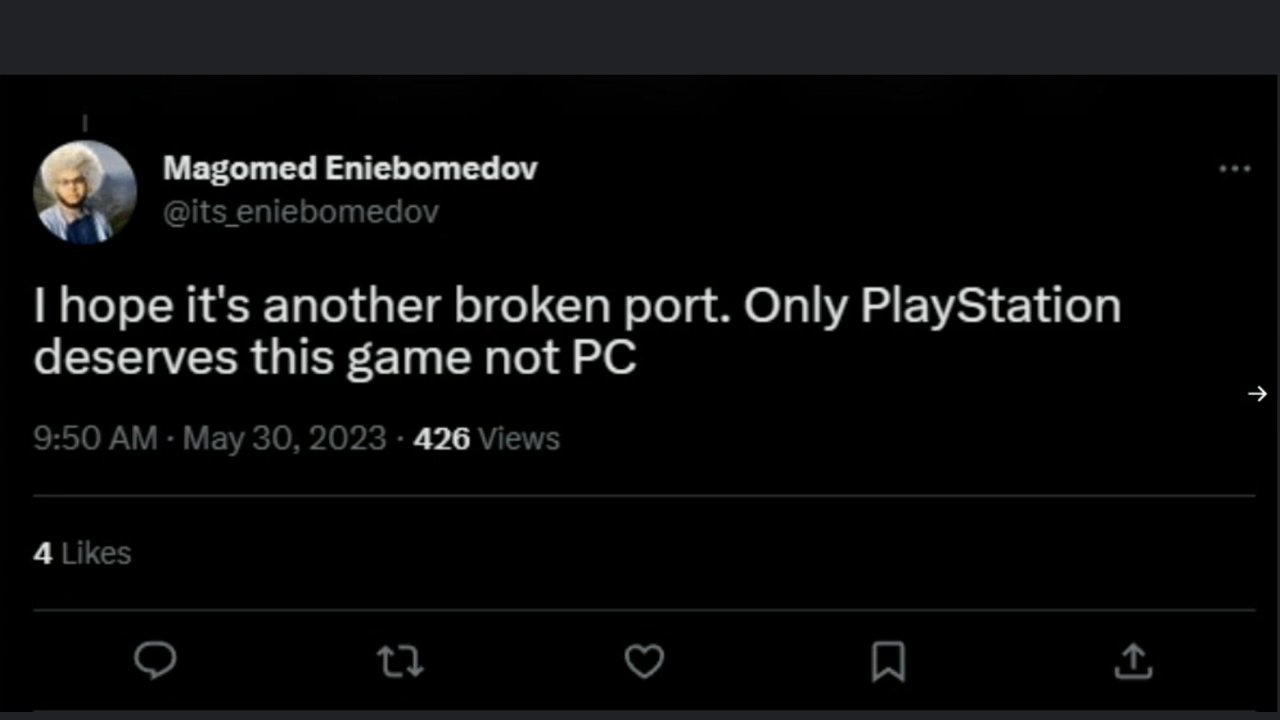 Magomed Eniebomedov
@its_eniebomedov
I hope it's another broken port. Only PlayStation
deserves this game not PC
9:50 AM · May 30, 2023 · 426 Views
4 Likes